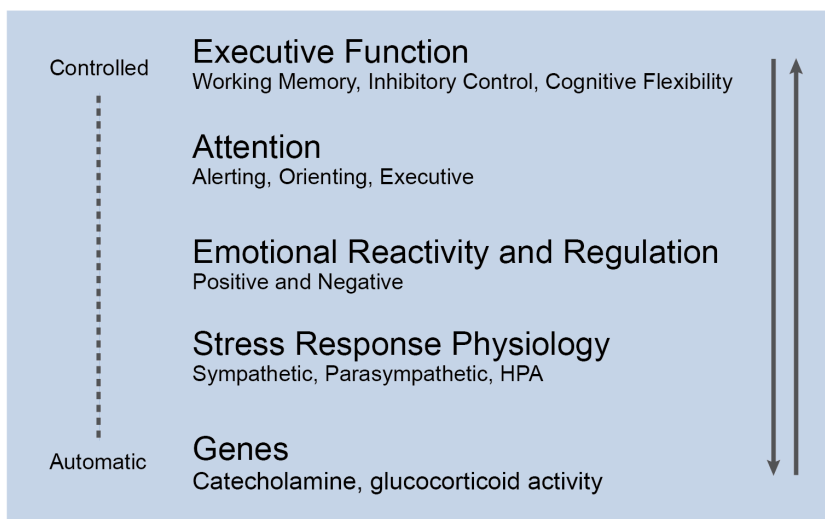 Controlled
Executive Function
Working Memory, Inhibitory Control, Cognitive Flexibility
Attention
Alerting, Orienting, Executive
Emotional Reactivity and Regulation
Positive and Negative
Stress Response Physiology
Sympathetic, Parasympathetic, HPA
Automatic
Genes
Catecholamine, glucocorticoid activity